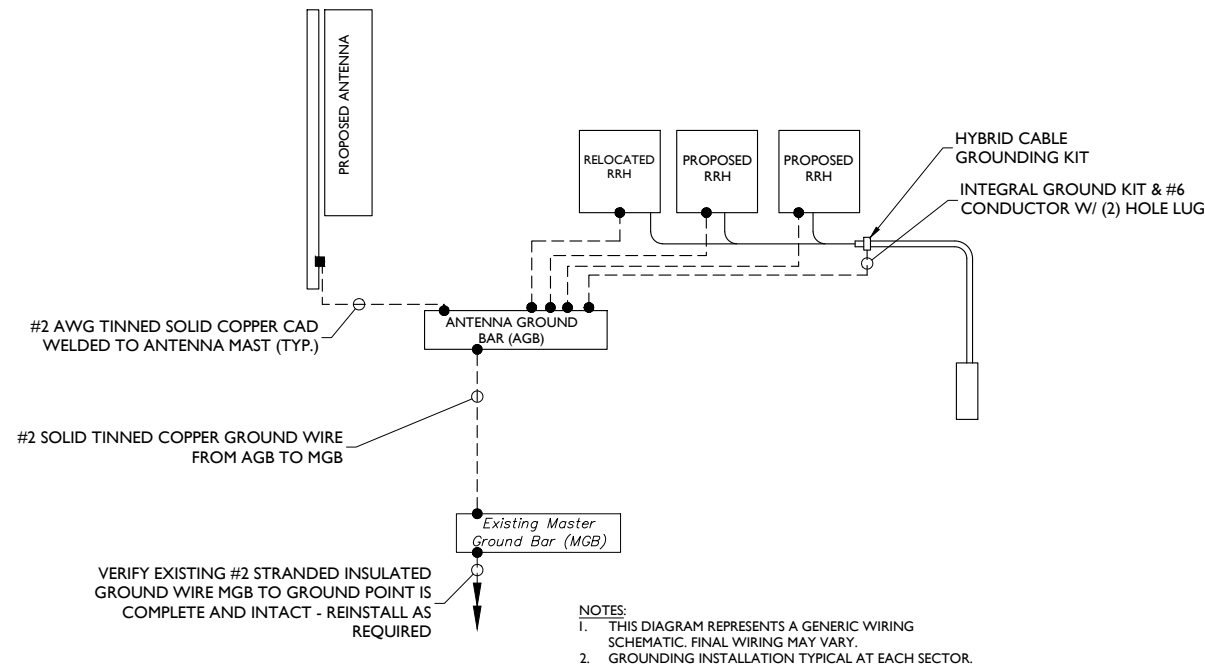 PROPOSED ANTENNA
RELOCATED
RRH
PROPOSED
RRH
PROPOSED
RRH
HYBRID CABLE
GROUNDING KIT
INTEGRAL GROUND KIT & #6
CONDUCTOR W/ (2) HOLE LUG
#2 AWG TINNED SOLID COPPER CAD
WELDED TO ANTENNA MAST (TYP.)
ANTENNA GROUND
BAR (AGB)
#2 SOLID TINNED COPPER GROUND WIRE
FROM AGB TO MGB
Existing Master
Ground Bar (MGB)
VERIFY EXISTING #2 STRANDED INSULATED
GROUND WIRE MGB TO GROUND POINT IS
COMPLETE AND INTACT - REINSTALL AS
REQUIRED
NOTES:
1. THIS DIAGRAM REPRESENTS A GENERIC WIRING
SCHEMATIC. FINAL WIRING MAY VARY.
2. GROUNDING INSTALLATION TYPICAL AT EACH SECTOR.